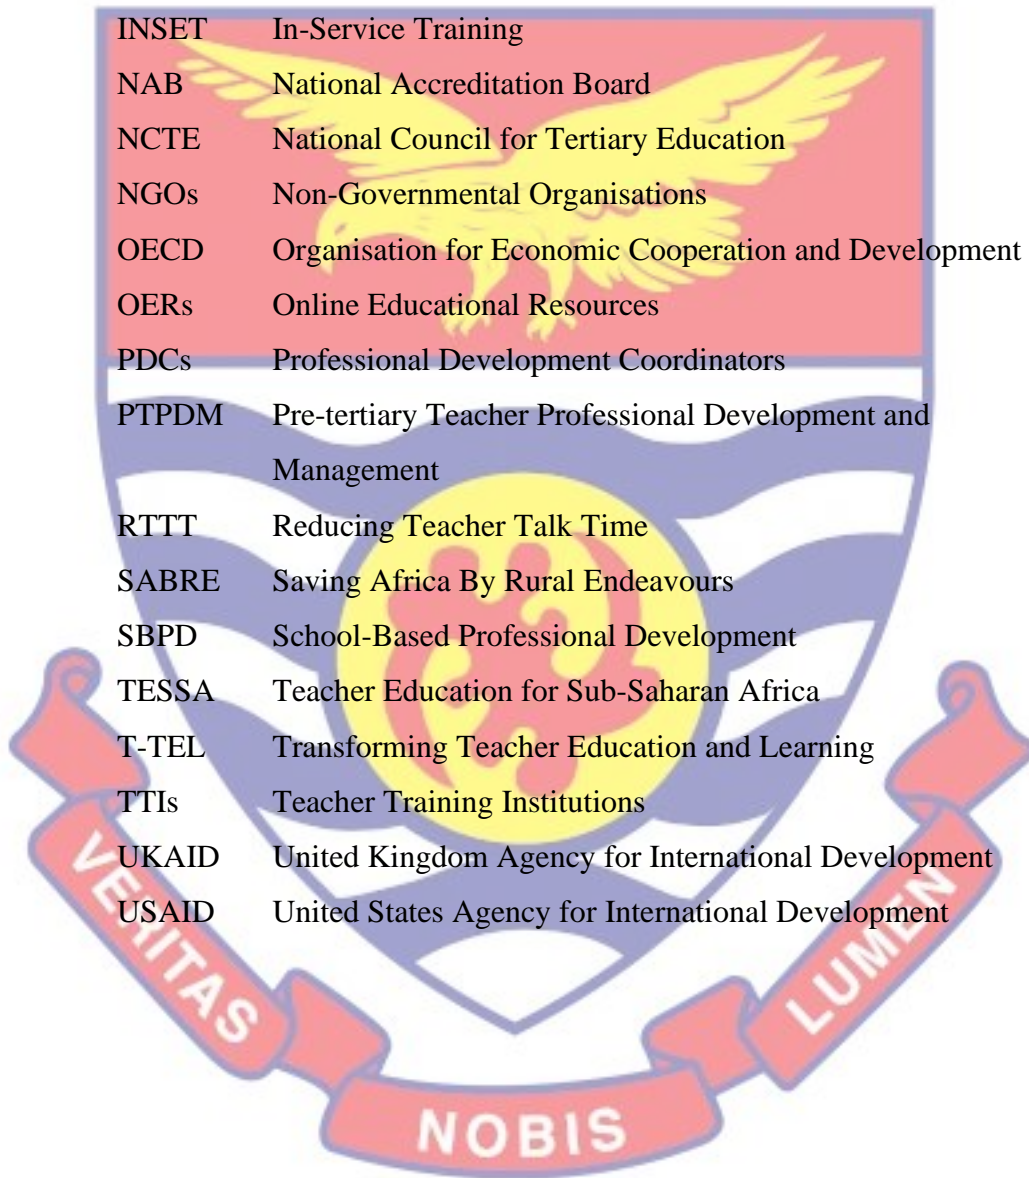 INSET In-Service Training
NAB National Accreditation Board
NCTE National Council for Tertiary Education
NGOs Non-Governmental Organisations
OECD Organisation for Economic Cooperation and Development
OERs Online Educational Resources
PDCs Professional Development Coordinators
PTPDM Pre-tertiary Teacher Professional Development and
Management
RTTT Reducing Teacher Talk Time
SABRE Saving Africa By Rural Endeavours
SBPD School-Based Professional Development
TESSA Teacher Education for Sub-Saharan Africa
T-TEL Transforming Teacher Education and Learning
TTIs Teacher Training Institutions
UKAID United Kingdom Agency for International Development
USAID United States Agency for International Development
VERITAS
NOBIS
LUMEN